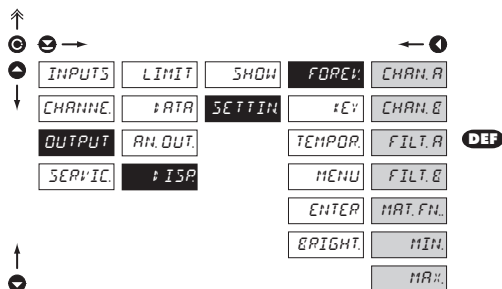 INPUTS LIMIT SHOW FOREV. CHAN. A
CHANNE. DATA SETTIN. KEY CHAN. B
OUTPUT AN. OUT. TEMPOR. FILT. A DEF
SERVIC. DISP. MENU FILT. B
ENTER MAT. FN..
BRIGHT. MIN.
MAX.